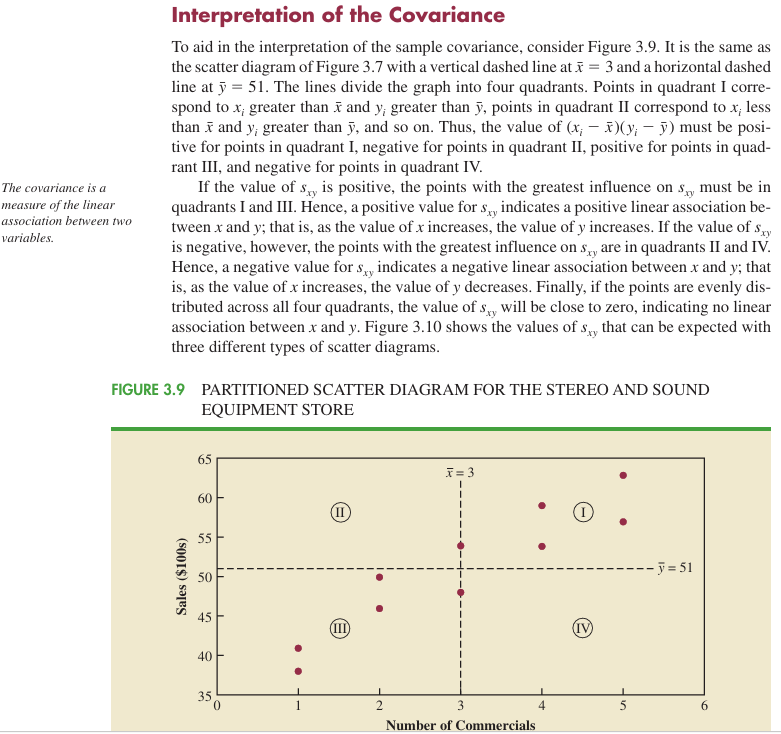 Interpretation of the Covariance
To aid in the interpretation of the sample covariance, consider Figure 3.9. It is the same as
the scatter diagram of Figure 3.7 with a vertical dashed line at x̄ = 3 and a horizontal dashed
line at ȳ = 51. The lines divide the graph into four quadrants. Points in quadrant I corre-
spond to xᵢ greater than x̄ and yᵢ greater than ȳ, points in quadrant II correspond to xᵢ less
than x̄ and yᵢ greater than ȳ, and so on. Thus, the value of (xᵢ − x̄)(yᵢ − ȳ) must be posi-
tive for points in quadrant I, negative for points in quadrant II, positive for points in quad-
rant III, and negative for points in quadrant IV.
The covariance is a
measure of the linear
association between two
variables.
If the value of sxy is positive, the points with the greatest influence on sxy must be in
quadrants I and III. Hence, a positive value for sxy indicates a positive linear association be-
tween x and y; that is, as the value of x increases, the value of y increases. If the value of sxy
is negative, however, the points with the greatest influence on sxy are in quadrants II and IV.
Hence, a negative value for sxy indicates a negative linear association between x and y; that
is, as the value of x increases, the value of y decreases. Finally, if the points are evenly dis-
tributed across all four quadrants, the value of sxy will be close to zero, indicating no linear
association between x and y. Figure 3.10 shows the values of sxy that can be expected with
three different types of scatter diagrams.
FIGURE 3.9 PARTITIONED SCATTER DIAGRAM FOR THE STEREO AND SOUND
EQUIPMENT STORE
65
x̄ = 3
60
II
I
55
ȳ = 51
50
Sales ($100s)
45
III
IV
40
35
0 1 2 3 4 5 6
Number of Commercials